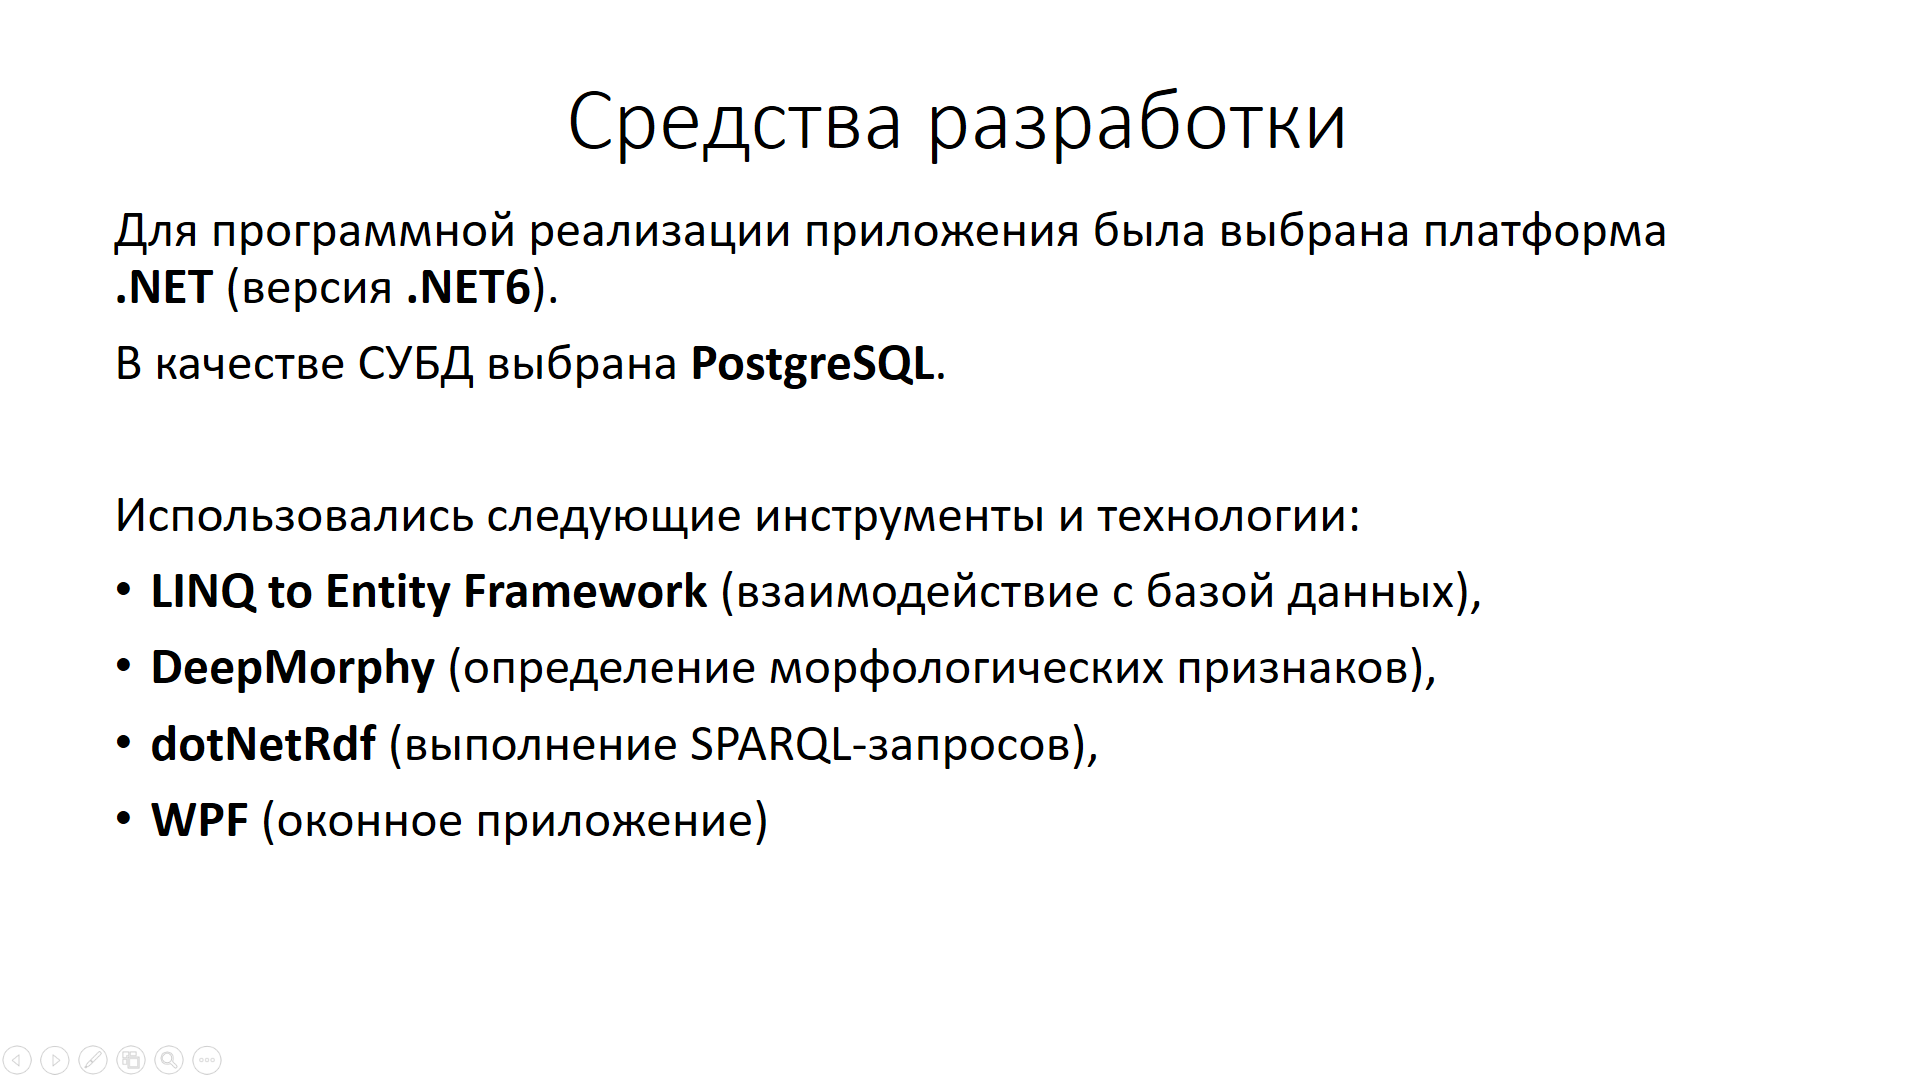 Средства разработки
Для программной реализации приложения была выбрана платформа
.NET (версия .NET6).
В качестве СУБД выбрана PostgreSQL.
Использовались следующие инструменты и технологии:
• LINQ to Entity Framework (взаимодействие с базой данных),
• DeepMorphy (определение морфологических признаков),
• dotNetRdf (выполнение SPARQL-запросов),
• WPF (оконное приложение)